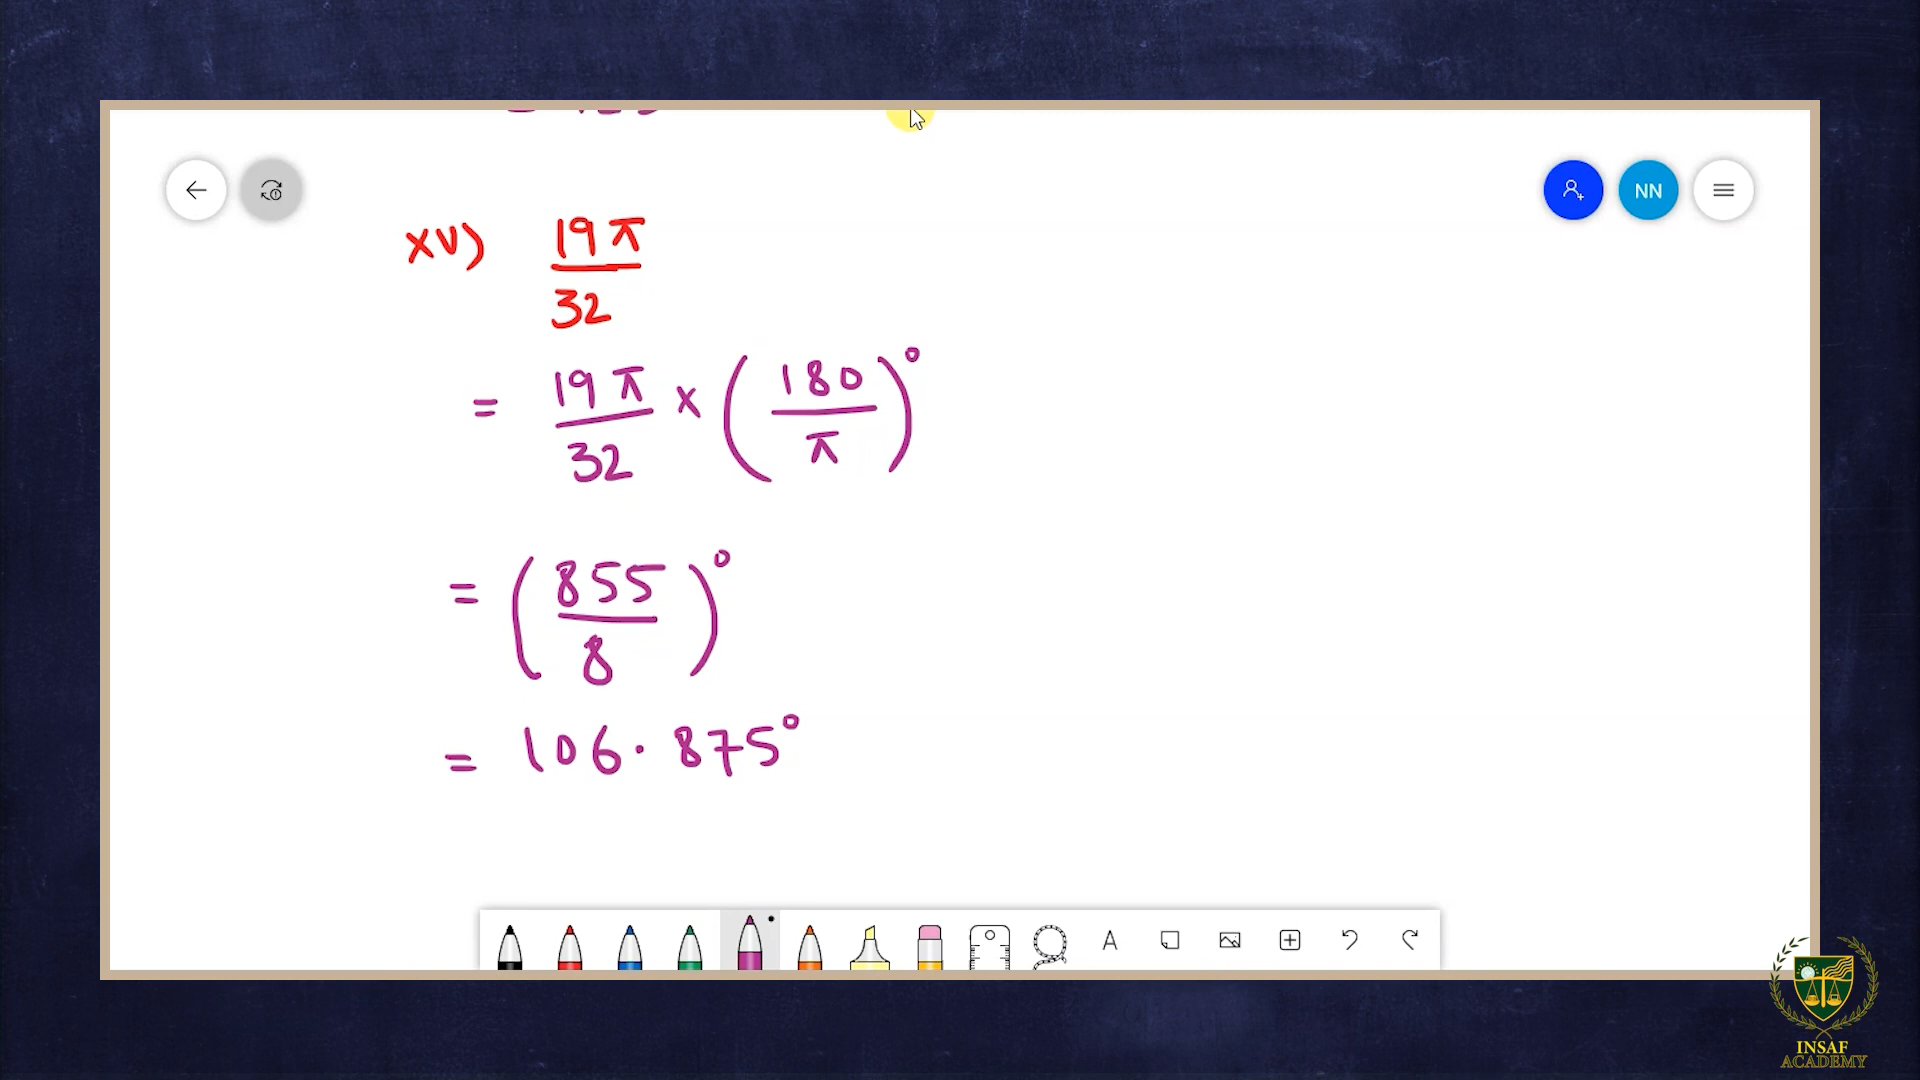 NN
xv) 19π/32
= 19π/32 × (180/π)°
= (855/8)°
= 106.875°
A
INSAF
ACADEMY